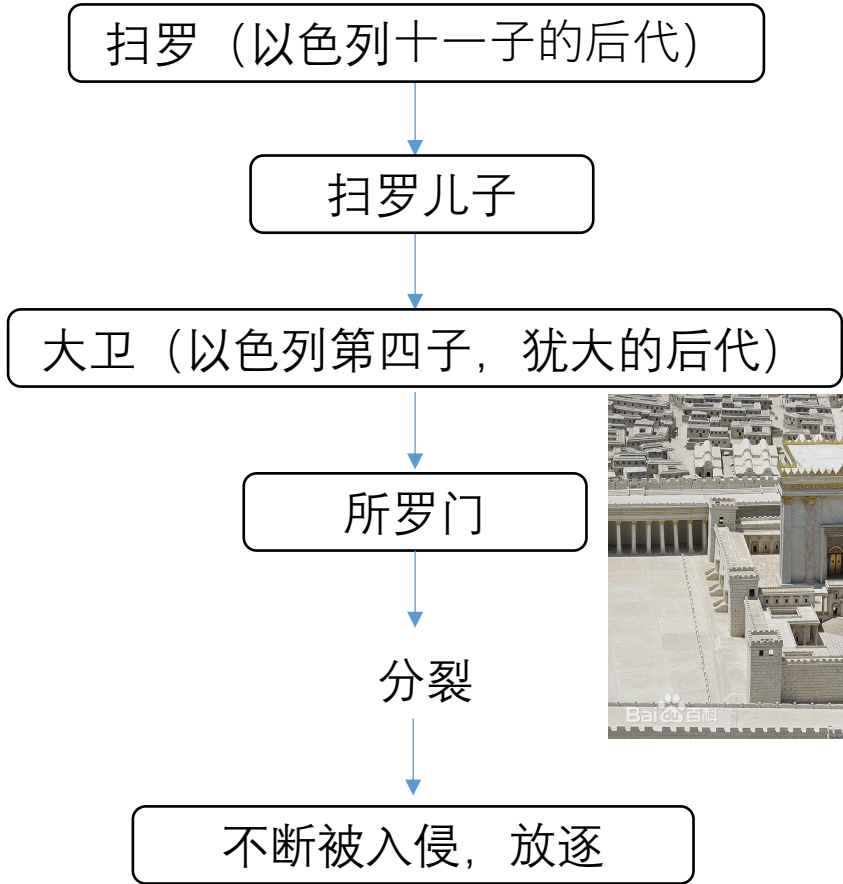 扫罗（以色列十一子的后代）
扫罗儿子
大卫（以色列第四子，犹大的后代）
所罗门
分裂
Baidu百科
不断被入侵，放逐